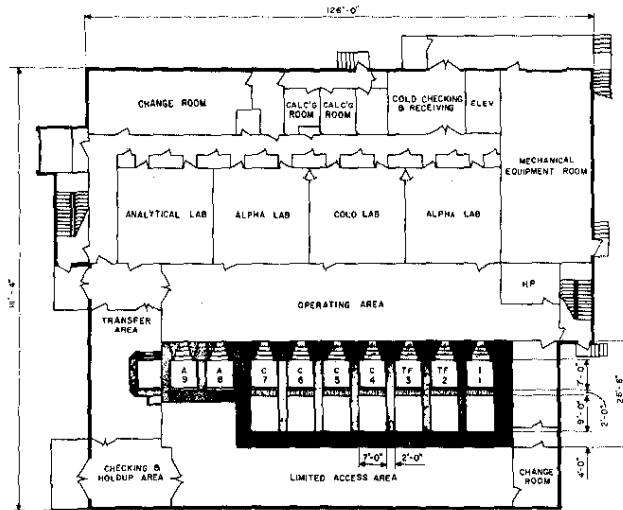 126'-0"
CHANGE ROOM
CALC'G
ROOM
CALC'G
ROOM
COLD CHECKING
& RECEIVING
ELEV
MECHANICAL
EQUIPMENT ROOM
ANALYTICAL LAB
ALPHA LAB
COLD LAB
ALPHA LAB
HP
OPERATING AREA
TRANSFER
AREA
A
9
A
8
C
7
C
6
C
5
C
4
TF
3
TF
2
I
1
7'-0"
2'-0"
9'-0"
4'-0"
7'-0"
2'-0"
CHECKING &
HOLDUP AREA
LIMITED ACCESS AREA
CHANGE
ROOM